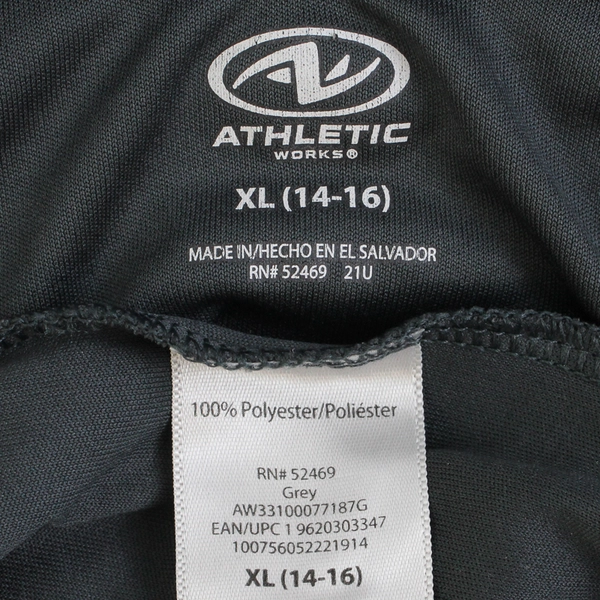 ATHLETIC
WORKS®
XL (14-16)
MADE IN/HECHO EN EL SALVADOR
RN# 52469 21U
100% Polyester/Poliéster
RN# 52469
Grey
AW33100077187G
EAN/UPC 1 9620303347
100756052221914
XL (14-16)